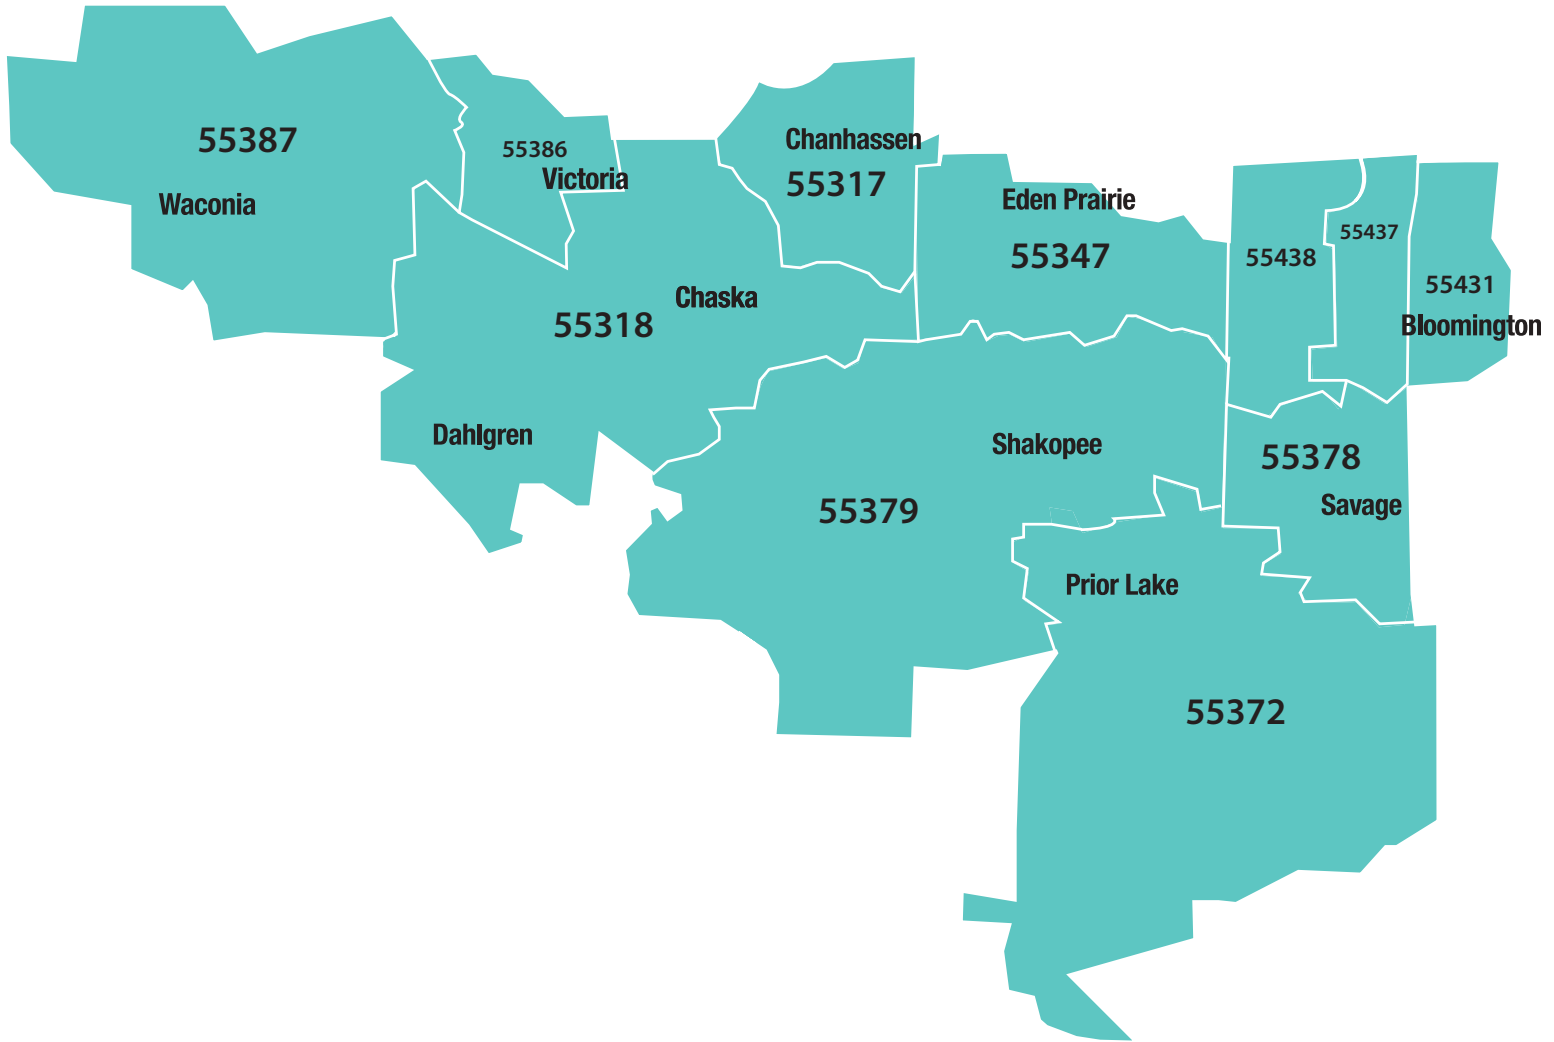 55387
Waconia
55386
Victoria
Chanhassen
55317
Eden Prairie
55347
55438
55437
55431
Bloomington
Chaska
55318
Dahlgren
Shakopee
55379
55378
Savage
Prior Lake
55372